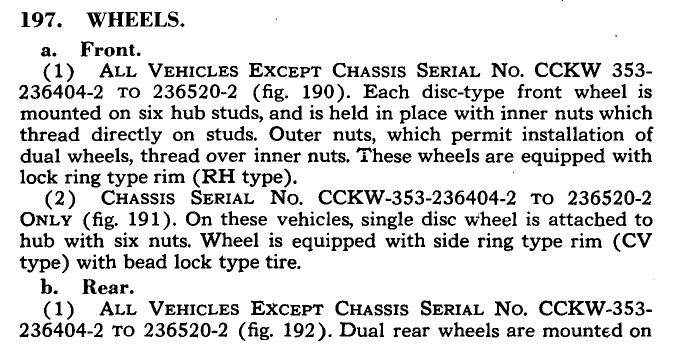 197. WHEELS.
a. Front.
(1) ALL VEHICLES EXCEPT CHASSIS SERIAL NO. CCKW 353-
236404-2 TO 236520-2 (fig. 190). Each disc-type front wheel is
mounted on six hub studs, and is held in place with inner nuts which
thread directly on studs. Outer nuts, which permit installation of
dual wheels, thread over inner nuts. These wheels are equipped with
lock ring type rim (RH type).
(2) CHASSIS SERIAL NO. CCKW-353-236404-2 TO 236520-2
ONLY (fig. 191). On these vehicles, single disc wheel is attached to
hub with six nuts. Wheel is equipped with side ring type rim (CV
type) with bead lock type tire.
b. Rear.
(1) ALL VEHICLES EXCEPT CHASSIS SERIAL NO. CCKW-353-
236404-2 TO 236520-2 (fig. 192). Dual rear wheels are mounted on